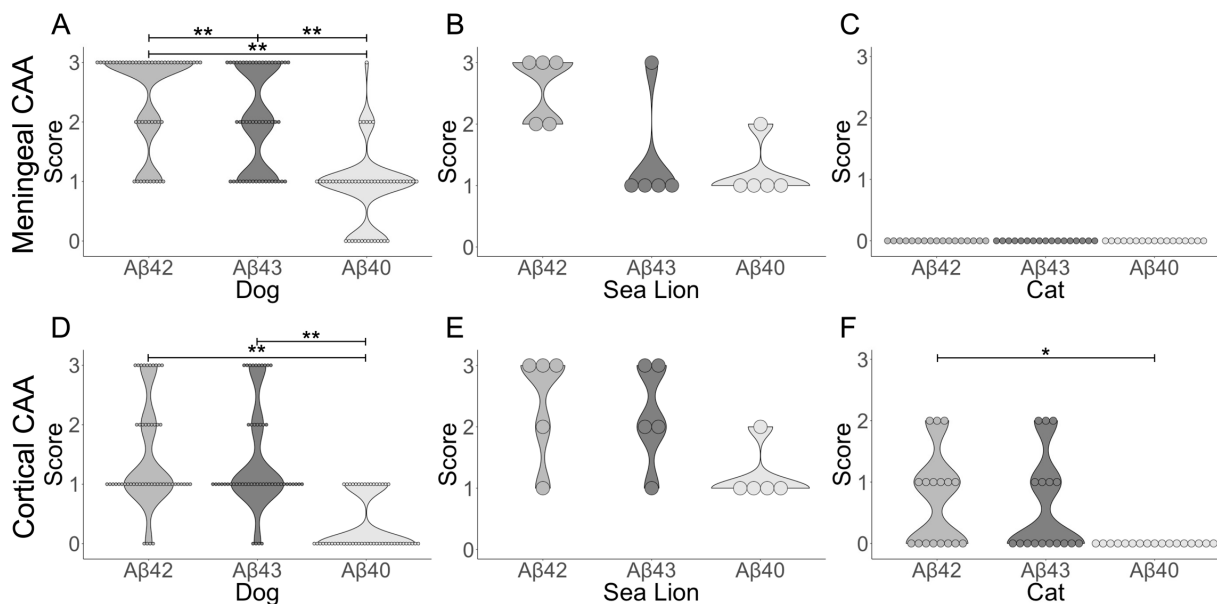 Meningeal CAA
A
**
**
**
3
2
1
0
Score
Aβ42
Aβ43
Aβ40
Dog
B
3
2
1
0
Score
Aβ42
Aβ43
Aβ40
Sea Lion
C
3
2
1
0
Score
Aβ42
Aβ43
Aβ40
Cat
Cortical CAA
D
**
**
3
2
1
0
Score
Aβ42
Aβ43
Aβ40
Dog
E
3
2
1
0
Score
Aβ42
Aβ43
Aβ40
Sea Lion
F
*
3
2
1
0
Score
Aβ42
Aβ43
Aβ40
Cat